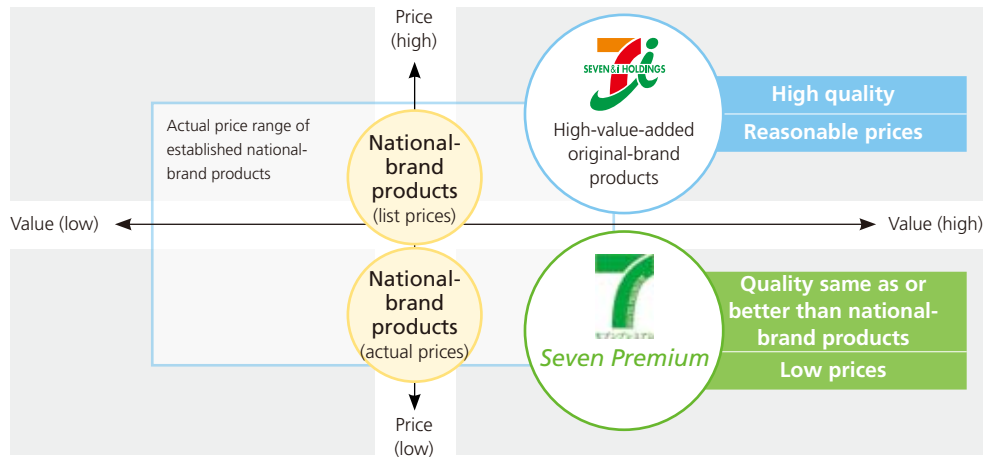 Price
(high)
SEVEN & i HOLDINGS
High-value-added
original-brand
products
High quality
Reasonable prices
Actual price range of
established national-
brand products
National-
brand
products
(list prices)
Value (low)
Value (high)
National-
brand
products
(actual prices)
7
Seven Premium
Quality same as or
better than national-
brand products
Low prices
Price
(low)